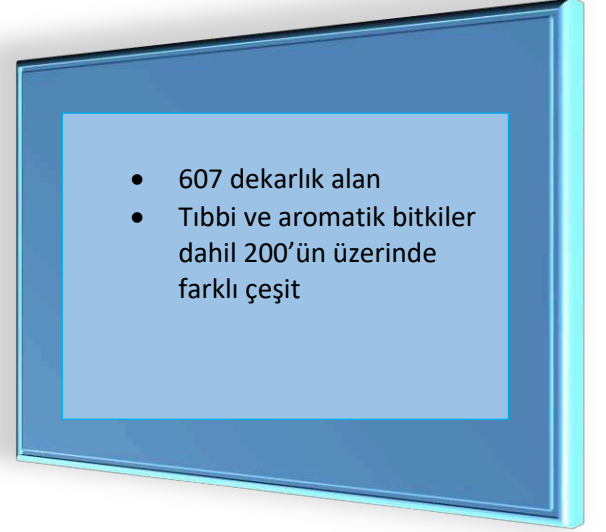 • 607 dekarlık alan
• Tıbbi ve aromatik bitkiler
dahil 200’ün üzerinde
farklı çeşit